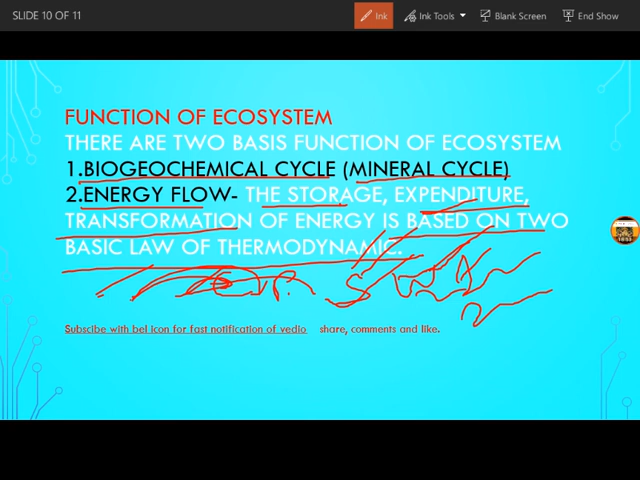 SLIDE 10 OF 11
Ink
Ink Tools
Blank Screen
End Show
FUNCTION OF ECOSYSTEM
THERE ARE TWO BASIS FUNCTION OF ECOSYSTEM
1.BIOGEOCHEMICAL CYCLE (MINERAL CYCLE)
2.ENERGY FLOW- THE STORAGE, EXPENDITURE,
TRANSFORMATION OF ENERGY IS BASED ON TWO
BASIC LAW OF THERMODYNAMIC.
Subscibe with bel icon for fast notification of vedio share, comments and like.